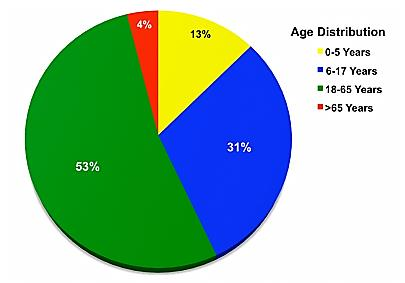 4%
13%
31%
53%
Age Distribution
0-5 Years
6-17 Years
18-65 Years
>65 Years